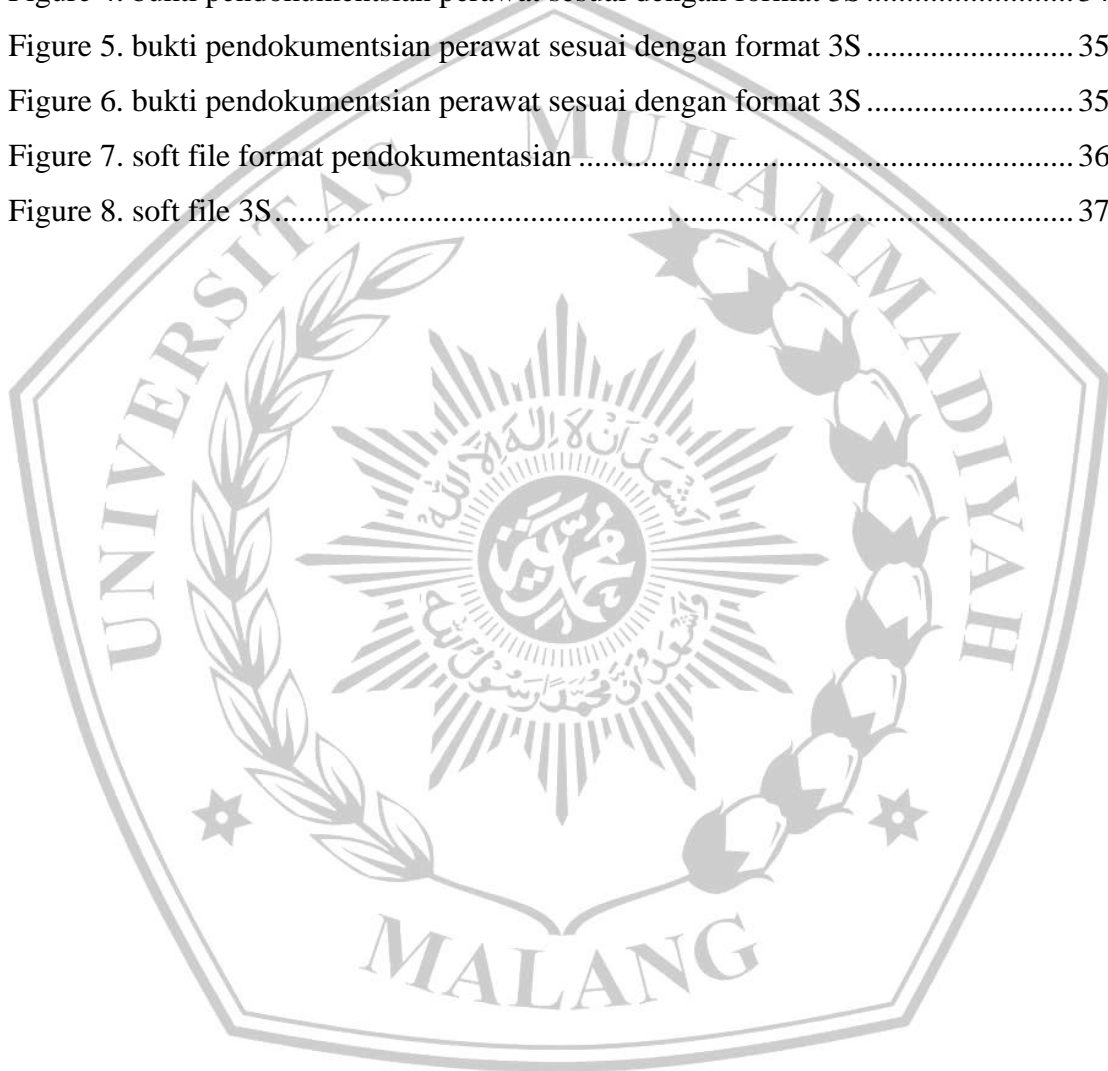 Figure 5. bukti pendokumentsian perawat sesuai dengan format 3S ......................... 35
Figure 6. bukti pendokumentsian perawat sesuai dengan format 3S ......................... 35
Figure 7. soft file format pendokumentasian ............................................................ 36
Figure 8. soft file 3S................................................................................................. 37
UNIVERSITAS MUHAMMADIYAH
MALANG